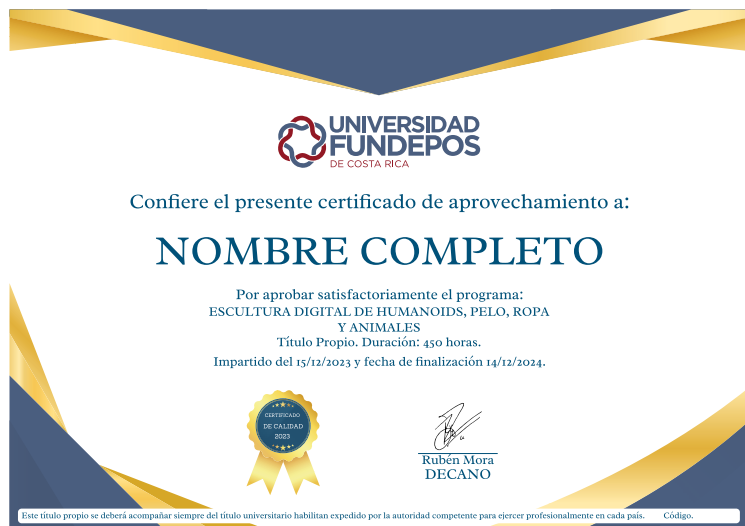 UNIVERSIDAD
FUNDEPOS
DE COSTA RICA
Confiere el presente certificado de aprovechamiento a:
NOMBRE COMPLETO
Por aprobar satisfactoriamente el programa:
ESCULTURA DIGITAL DE HUMANOIDS, PELO, ROPA
Y ANIMALES
Título Propio. Duración: 450 horas.
Impartido del 15/12/2023 y fecha de finalización 14/12/2024.
CERTIFICADO
DE CALIDAD
2023
Rubén Mora
DECANO
Este título propio se deberá acompañar siempre del título universitario habilitan expedido por la autoridad competente para ejercer profesionalmente en cada país. Código.